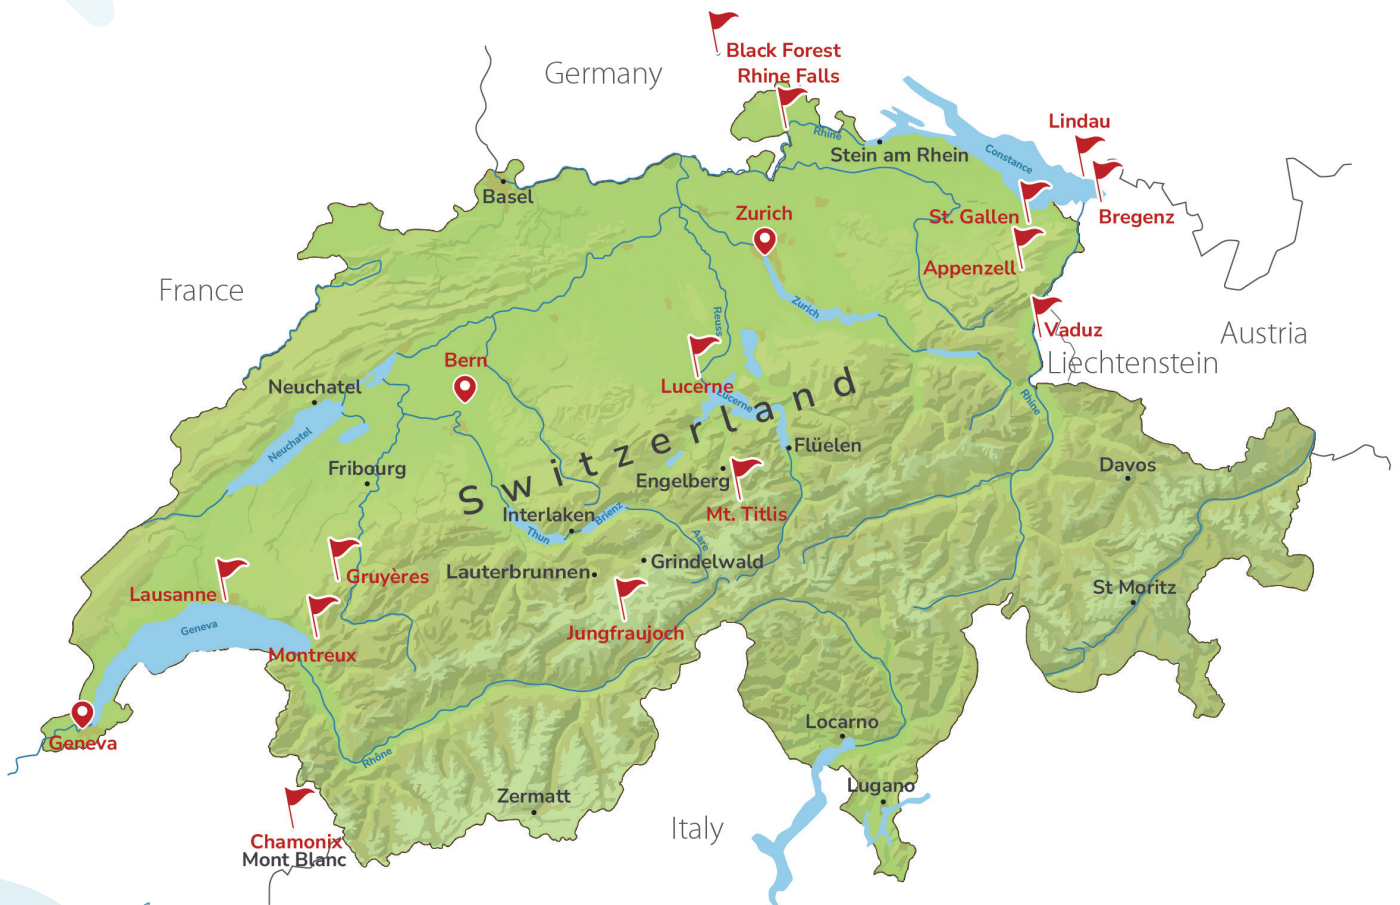 Black Forest
Germany
Rhine Falls
Lindau
Rhine
Constance
Stein am Rhein
Basel
Zurich
St. Gallen
Bregenz
Appenzell
France
Zurich
Reuss
Vaduz
Austria
Bern
Liechtenstein
Neuchatel
Lucerne
Lucerne
Rhine
Switzerland
Neuchatel
Flüelen
Fribourg
Engelberg
Davos
Interlaken
Brienz
Mt. Titlis
Thun
Aare
Grindelwald
Lauterbrunnen
Gruyères
St Moritz
Lausanne
Geneva
Jungfraujoch
Montreux
Locarno
Geneva
Rhône
Lugano
Zermatt
Italy
Chamonix
Mont Blanc